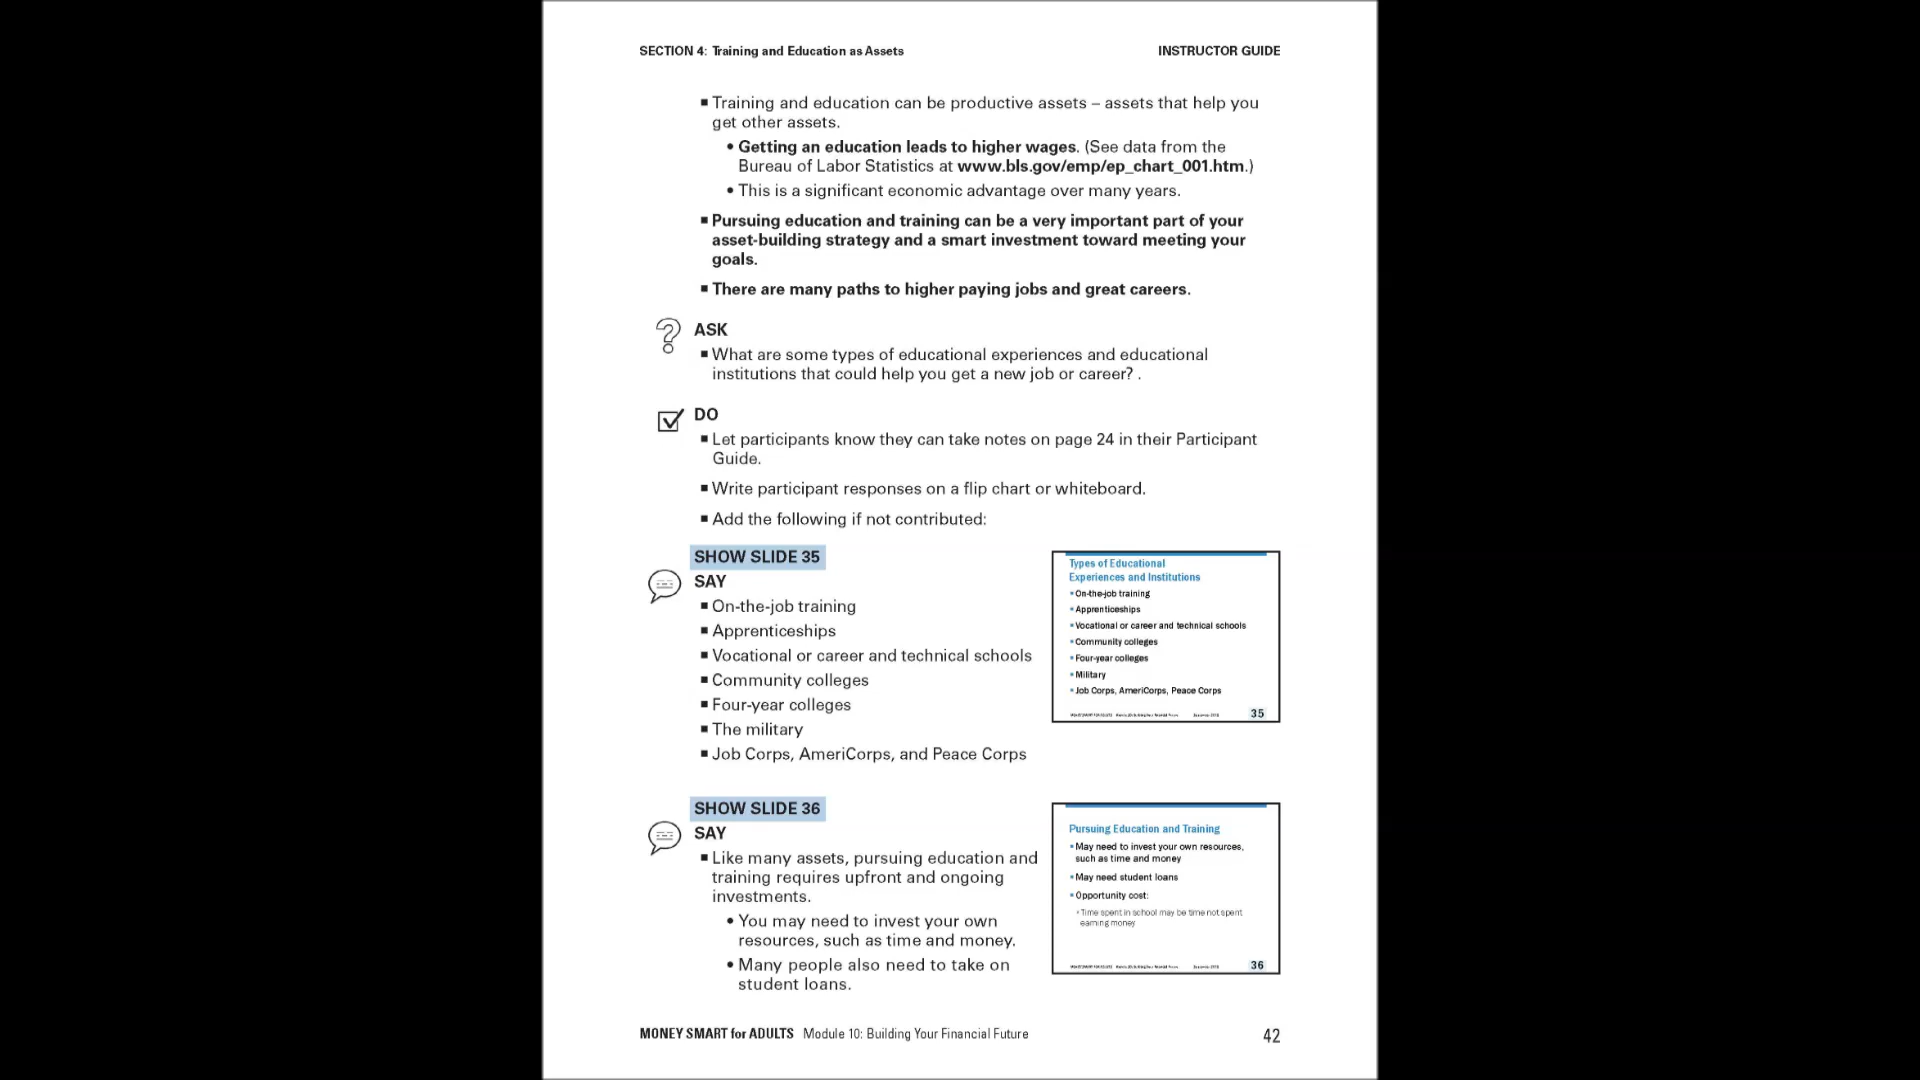 SECTION 4: Training and Education as Assets
INSTRUCTOR GUIDE
▪ Training and education can be productive assets – assets that help you
get other assets.
• Getting an education leads to higher wages. (See data from the
Bureau of Labor Statistics at www.bls.gov/emp/ep_chart_001.htm.)
• This is a significant economic advantage over many years.
▪ Pursuing education and training can be a very important part of your
asset-building strategy and a smart investment toward meeting your
goals.
▪ There are many paths to higher paying jobs and great careers.
ASK
▪ What are some types of educational experiences and educational
institutions that could help you get a new job or career? .
DO
▪ Let participants know they can take notes on page 24 in their Participant
Guide.
▪ Write participant responses on a flip chart or whiteboard.
▪ Add the following if not contributed:
SHOW SLIDE 35
SAY
▪ On-the-job training
▪ Apprenticeships
▪ Vocational or career and technical schools
▪ Community colleges
▪ Four-year colleges
▪ The military
▪ Job Corps, AmeriCorps, and Peace Corps
Types of Educational
Experiences and Institutions
• On-the-job training
• Apprenticeships
• Vocational or career and technical schools
• Community colleges
• Four-year colleges
• Military
• Job Corps, AmeriCorps, Peace Corps
35
SHOW SLIDE 36
SAY
▪ Like many assets, pursuing education and
training requires upfront and ongoing
investments.
• You may need to invest your own
resources, such as time and money.
• Many people also need to take on
student loans.
Pursuing Education and Training
• May need to invest your own resources,
such as time and money
• May need student loans
• Opportunity cost:
• Time spent in school may be time not spent
earning money
36
MONEY SMART for ADULTS Module 10: Building Your Financial Future
42